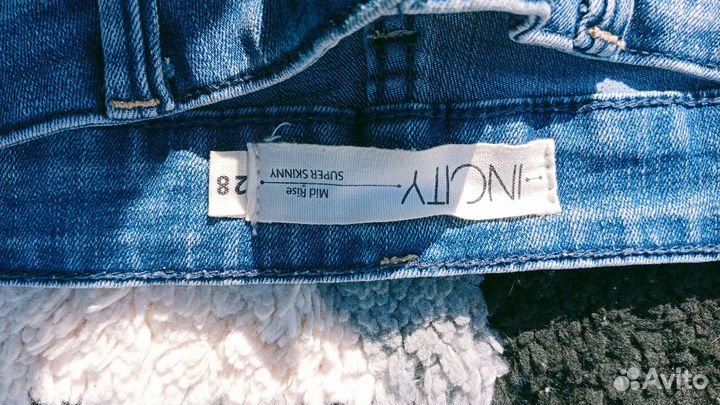 INCITY
Mid Rise
SUPER SKINNY
28
Avito